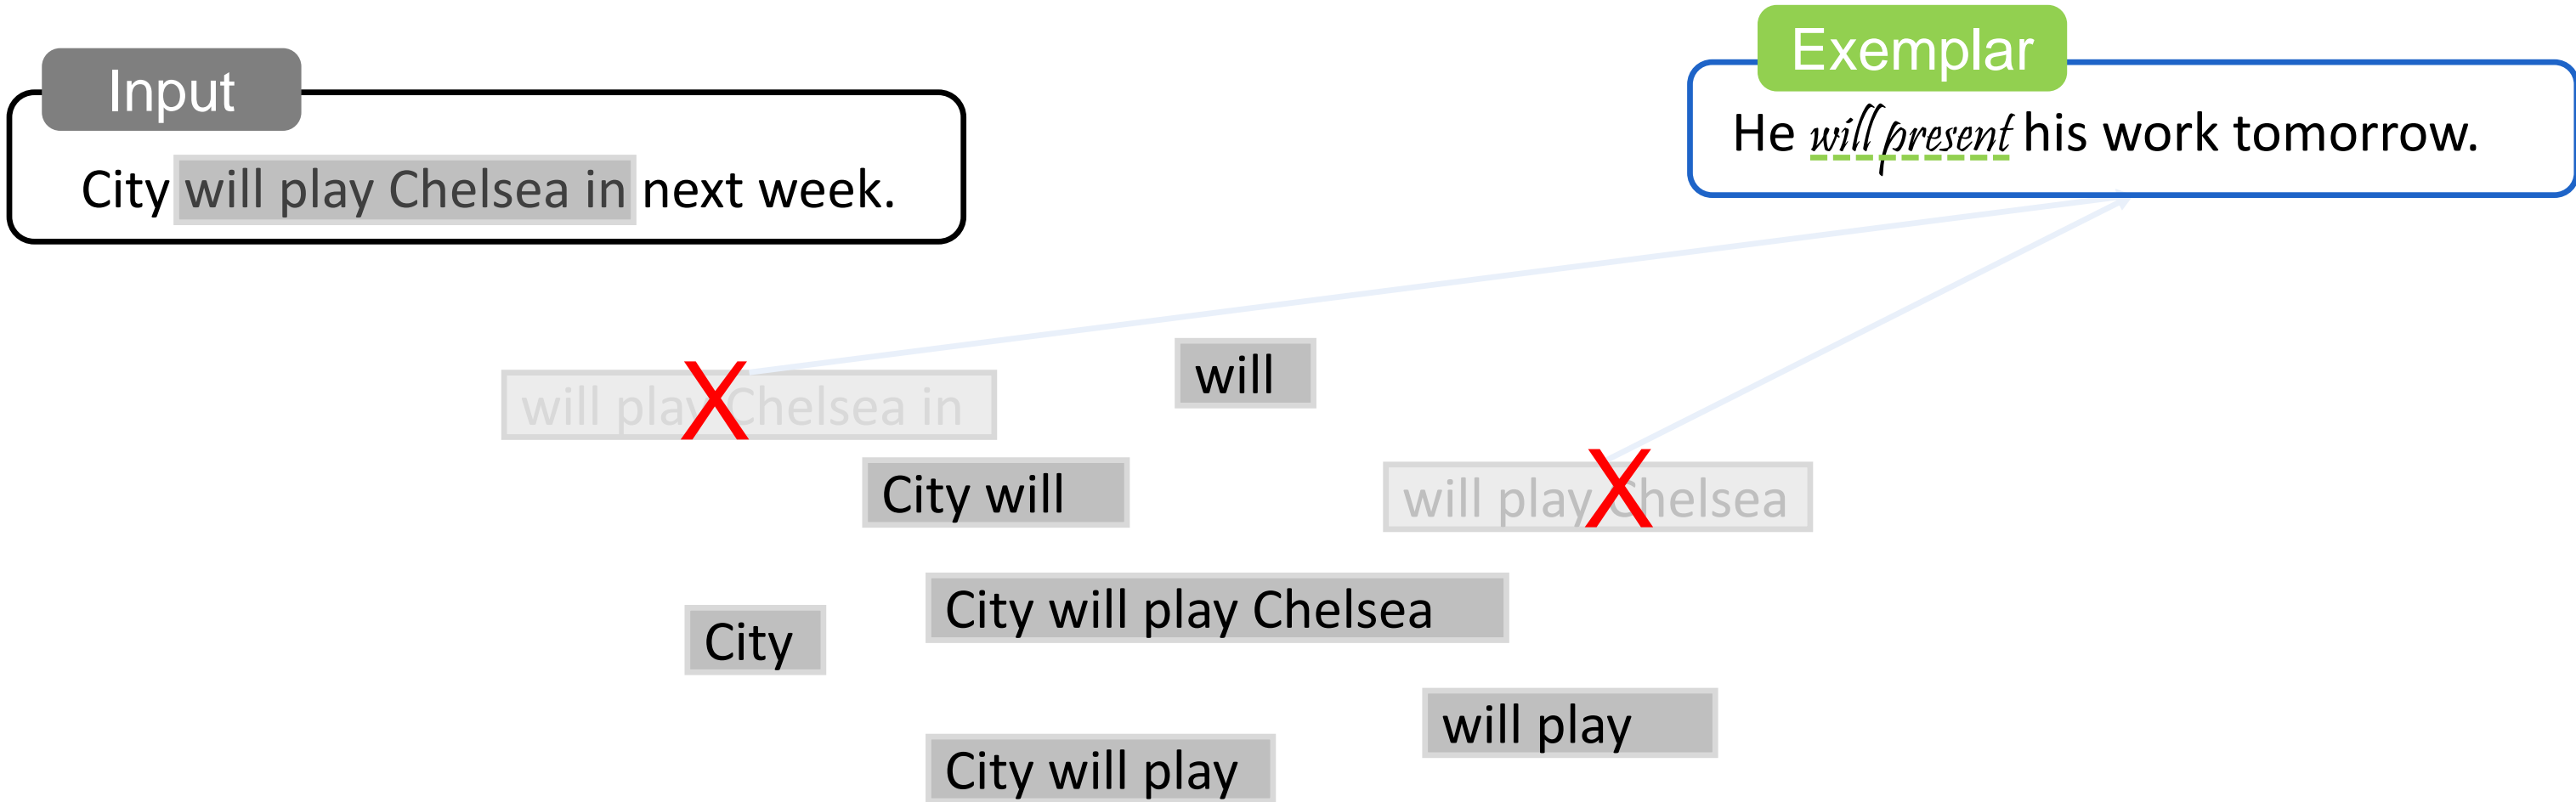 Input
City will play Chelsea in next week.
Exemplar
He will present his work tomorrow.
will
will play Chelsea in
City will
will play Chelsea
City will play Chelsea
City
will play
City will play